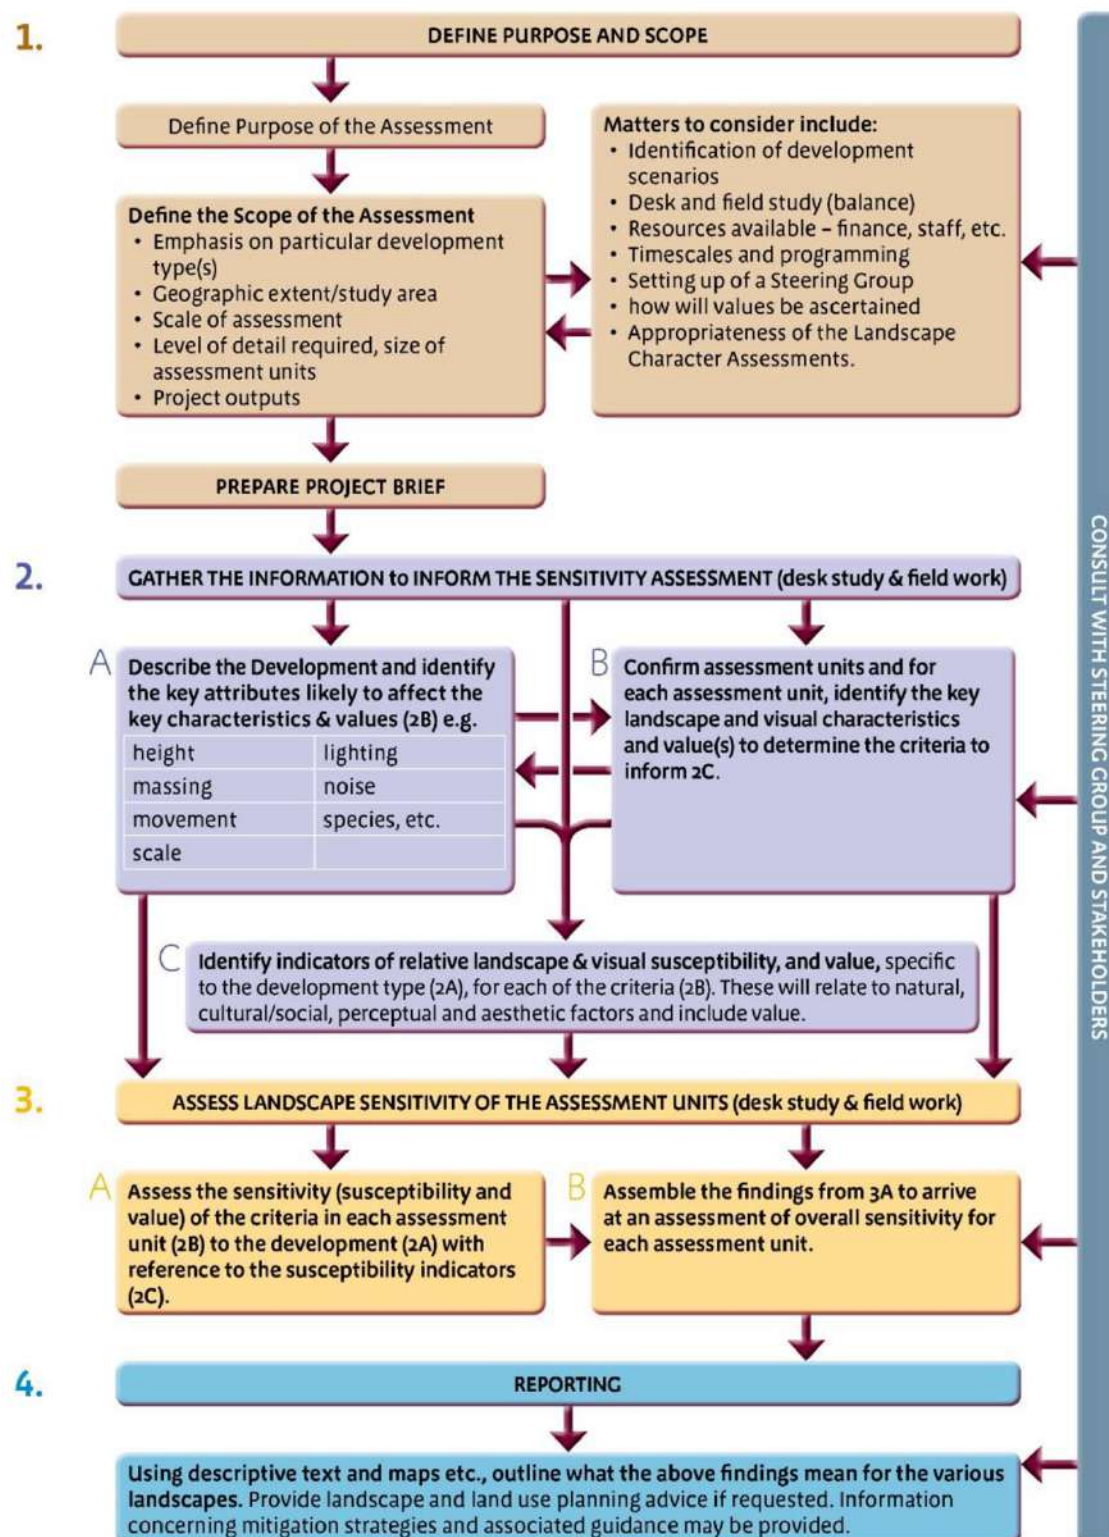 1.
DEFINE PURPOSE AND SCOPE
Define Purpose of the Assessment
Define the Scope of the Assessment
• Emphasis on particular development
type(s)
• Geographic extent/study area
• Scale of assessment
• Level of detail required, size of
assessment units
• Project outputs
Matters to consider include:
• Identification of development
scenarios
• Desk and field study (balance)
• Resources available – finance, staff, etc.
• Timescales and programming
• Setting up of a Steering Group
• how will values be ascertained
• Appropriateness of the Landscape
Character Assessments.
PREPARE PROJECT BRIEF
2.
GATHER THE INFORMATION to INFORM THE SENSITIVITY ASSESSMENT (desk study & field work)
A
Describe the Development and identify
the key attributes likely to affect the
key characteristics & values (2B) e.g.
height lighting
massing noise
movement species, etc.
scale
B
Confirm assessment units and for
each assessment unit, identify the key
landscape and visual characteristics
and value(s) to determine the criteria to
inform 2C.
C
Identify indicators of relative landscape & visual susceptibility, and value, specific
to the development type (2A), for each of the criteria (2B). These will relate to natural,
cultural/social, perceptual and aesthetic factors and include value.
3.
ASSESS LANDSCAPE SENSITIVITY OF THE ASSESSMENT UNITS (desk study & field work)
A
Assess the sensitivity (susceptibility and
value) of the criteria in each assessment
unit (2B) to the development (2A) with
reference to the susceptibility indicators
(2C).
B
Assemble the findings from 3A to arrive
at an assessment of overall sensitivity for
each assessment unit.
4.
REPORTING
Using descriptive text and maps etc., outline what the above findings mean for the various
landscapes. Provide landscape and land use planning advice if requested. Information
concerning mitigation strategies and associated guidance may be provided.
CONSULT WITH STEERING GROUP AND STAKEHOLDERS